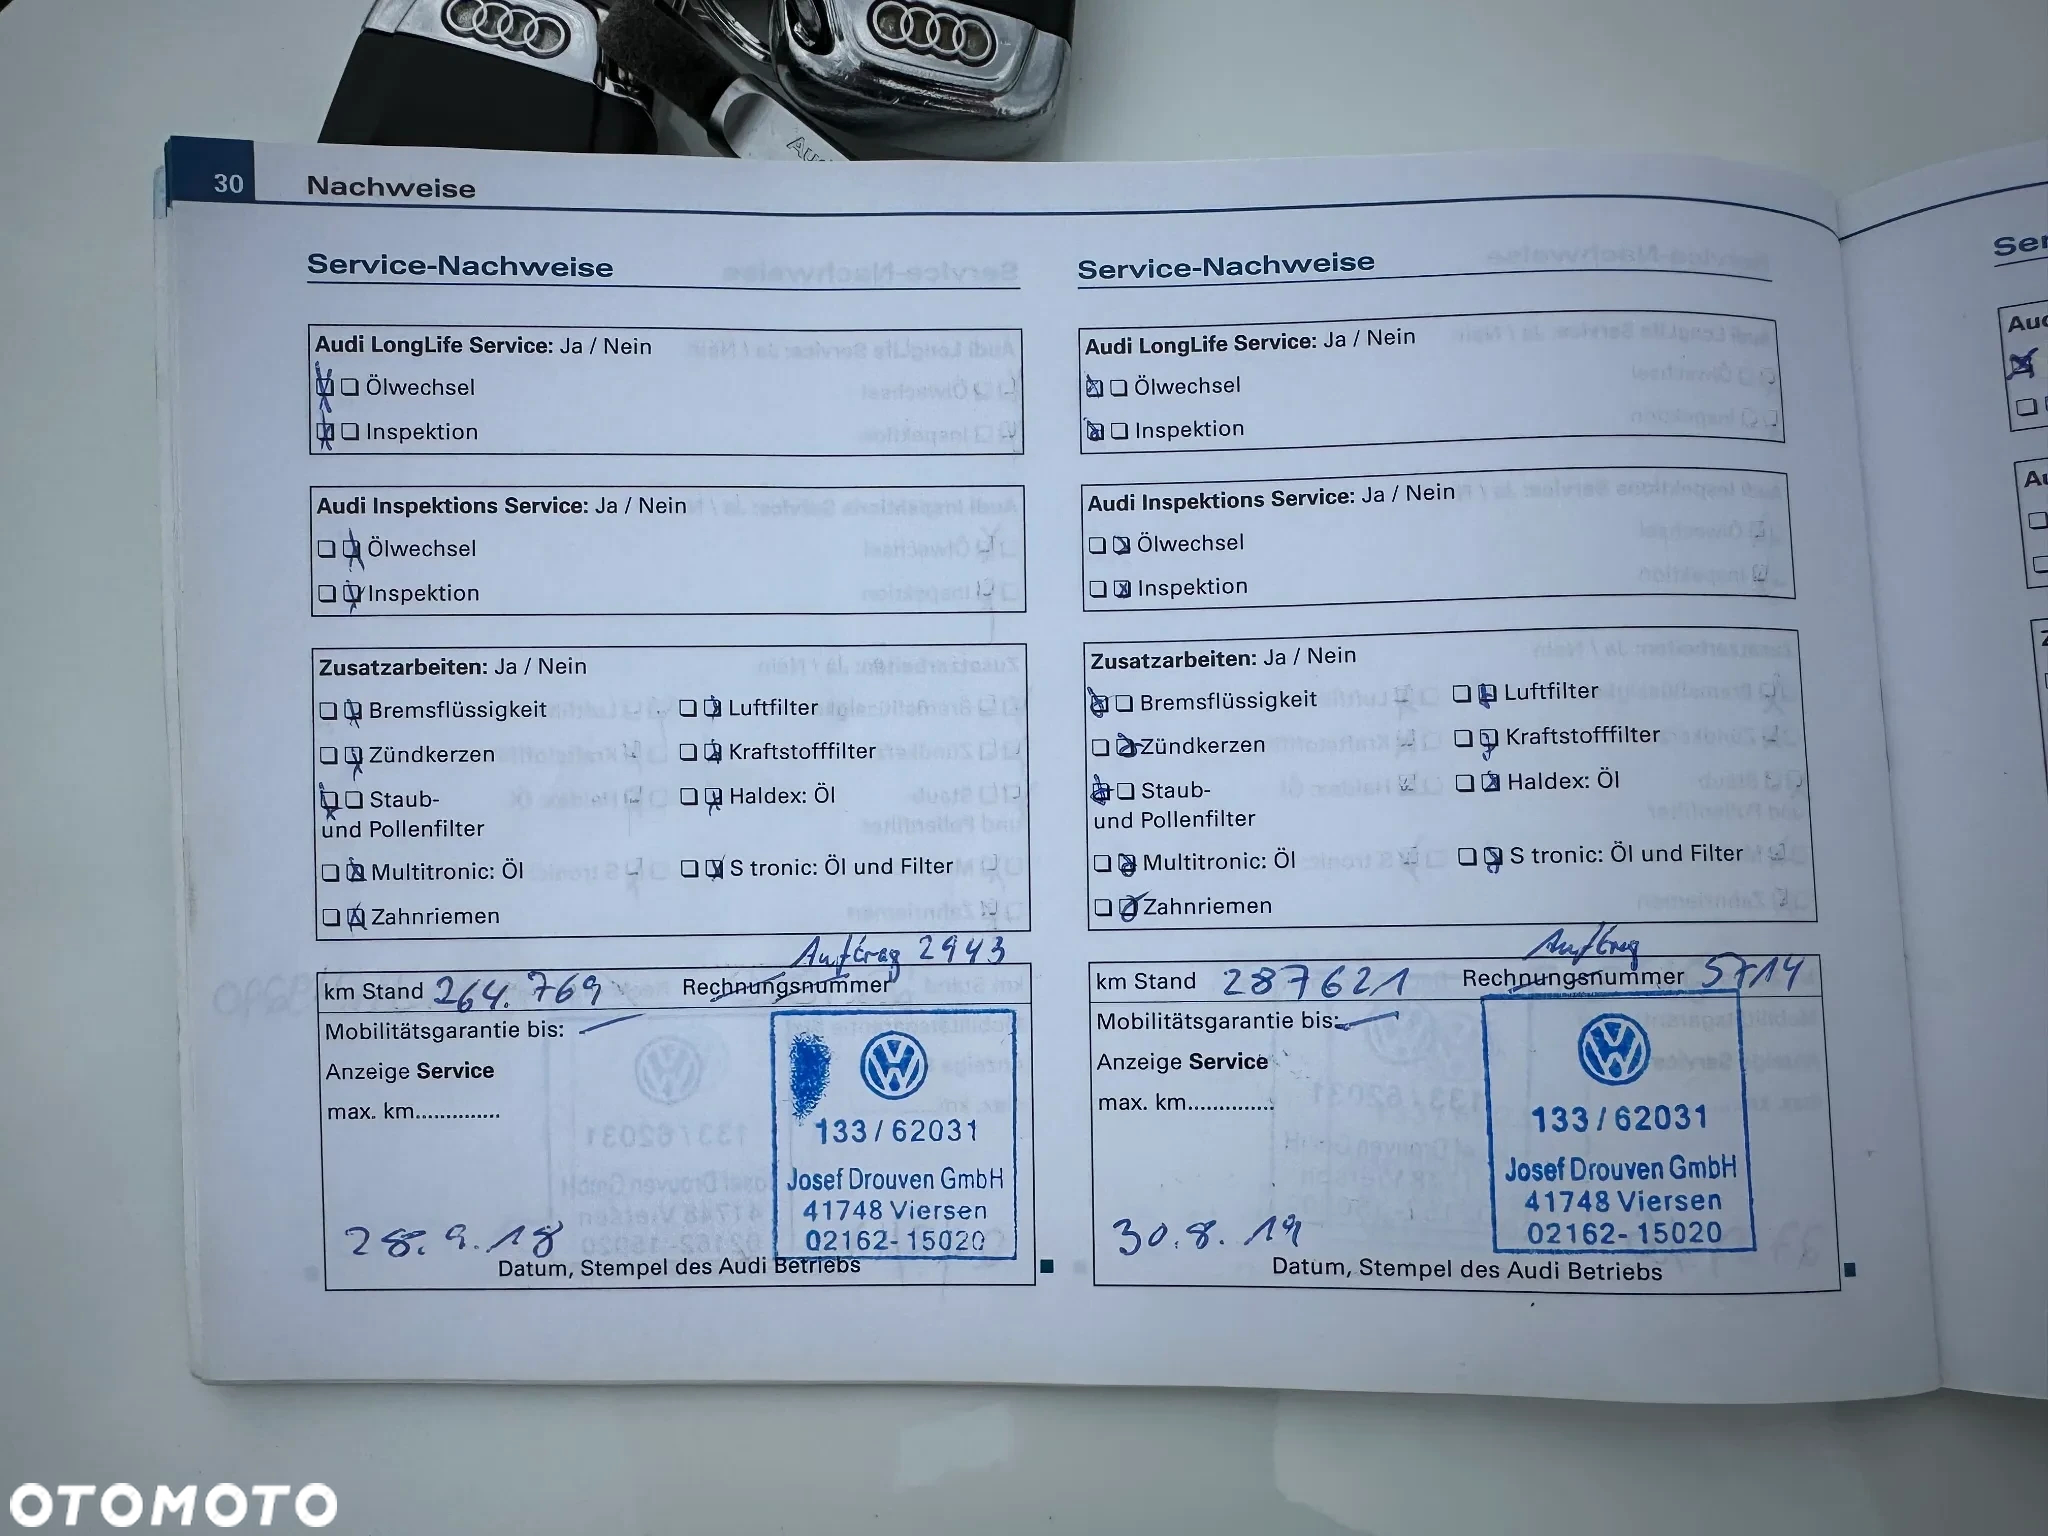 30 Nachweise
Service-Nachweise
Audi LongLife Service: Ja / Nein
Ölwechsel
Inspektion
Audi Inspektions Service: Ja / Nein
Ölwechsel
Inspektion
Zusatzarbeiten: Ja / Nein
Bremsflüssigkeit Luftfilter
Zündkerzen Kraftstofffilter
Staub- Haldex: Öl
und Pollenfilter
Multitronic: Öl S tronic: Öl und Filter
Zahnriemen
Auftrag 2943
km Stand 264.769 Rechnungsnummer
Mobilitätsgarantie bis:
Anzeige Service
max. km..............
133 / 62031
Josef Drouven GmbH
41748 Viersen
02162-15020
28.9.18
Datum, Stempel des Audi Betriebs
Service-Nachweise
Audi LongLife Service: Ja / Nein
Ölwechsel
Inspektion
Audi Inspektions Service: Ja / Nein
Ölwechsel
Inspektion
Zusatzarbeiten: Ja / Nein
Bremsflüssigkeit Luftfilter
Zündkerzen Kraftstofffilter
Staub- Haldex: Öl
und Pollenfilter
Multitronic: Öl S tronic: Öl und Filter
Zahnriemen
Auftrag
km Stand 287621 Rechnungsnummer 5714
Mobilitätsgarantie bis:
Anzeige Service
max. km..............
133 / 62031
Josef Drouven GmbH
41748 Viersen
02162-15020
30.8.19
Datum, Stempel des Audi Betriebs
OTOMOTO